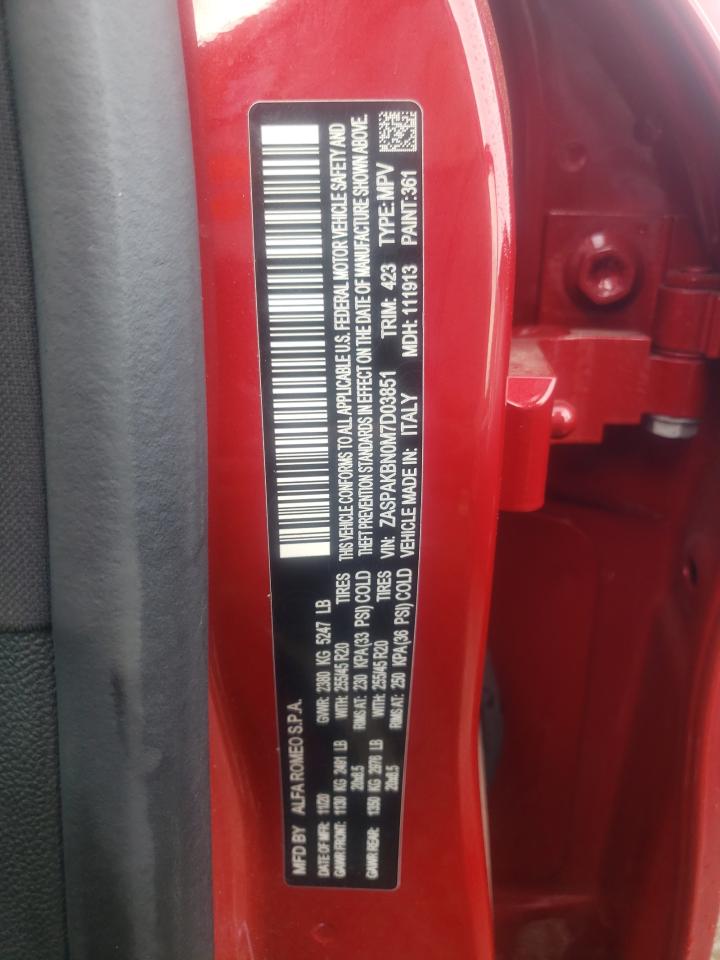 MFD BY ALFA ROMEO S.P.A.
DATE OF MFR: 11/20 GVWR: 2380 KG 5247 LB
GAWR FRONT: 1130 KG 2491 LB WITH: 255/45 R20 TIRES
20x8.5 RIMS AT: 230 KPA(33 PSI) COLD
GAWR REAR: 1350 KG 2976 LB WITH: 255/45 R20 TIRES
20x8.5 RIMS AT: 250 KPA(36 PSI) COLD
THIS VEHICLE CONFORMS TO ALL APPLICABLE U.S. FEDERAL MOTOR VEHICLE SAFETY AND
THEFT PREVENTION STANDARDS IN EFFECT ON THE DATE OF MANUFACTURE SHOWN ABOVE.
VIN: ZASPAKBN0M7D03851 TRIM: 423 TYPE: MPV
VEHICLE MADE IN: ITALY MDH: 111913 PAINT: 361